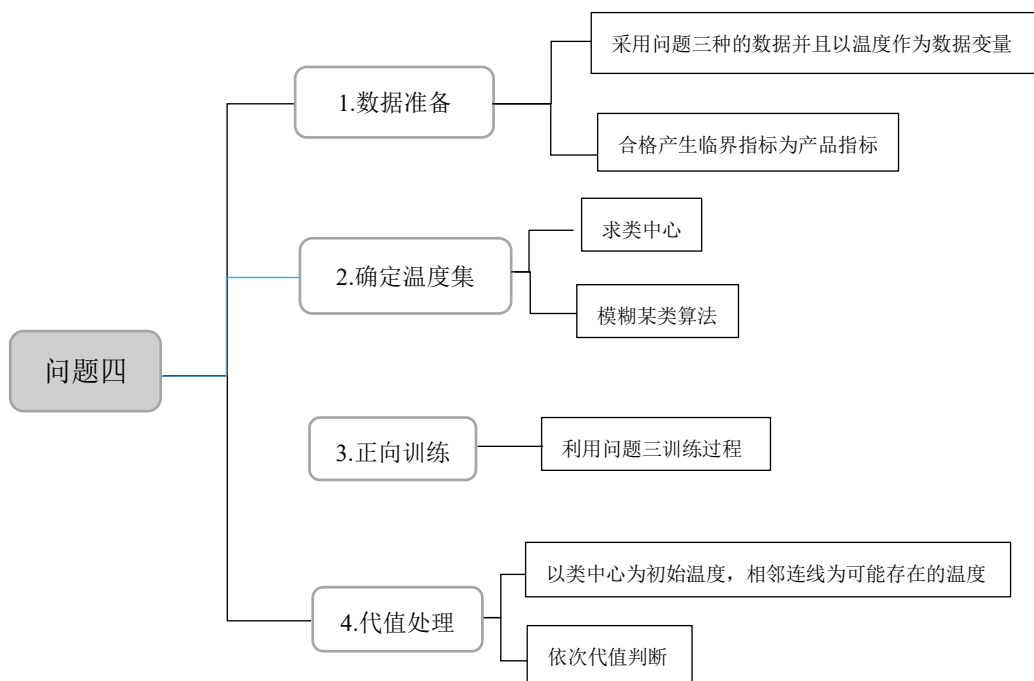 采用问题三种的数据并且以温度作为数据变量
1.数据准备
合格产生临界指标为产品指标
求类中心
2.确定温度集
模糊某类算法
问题四
3.正向训练
利用问题三训练过程
以类中心为初始温度，相邻连线为可能存在的温度
4.代值处理
依次代值判断